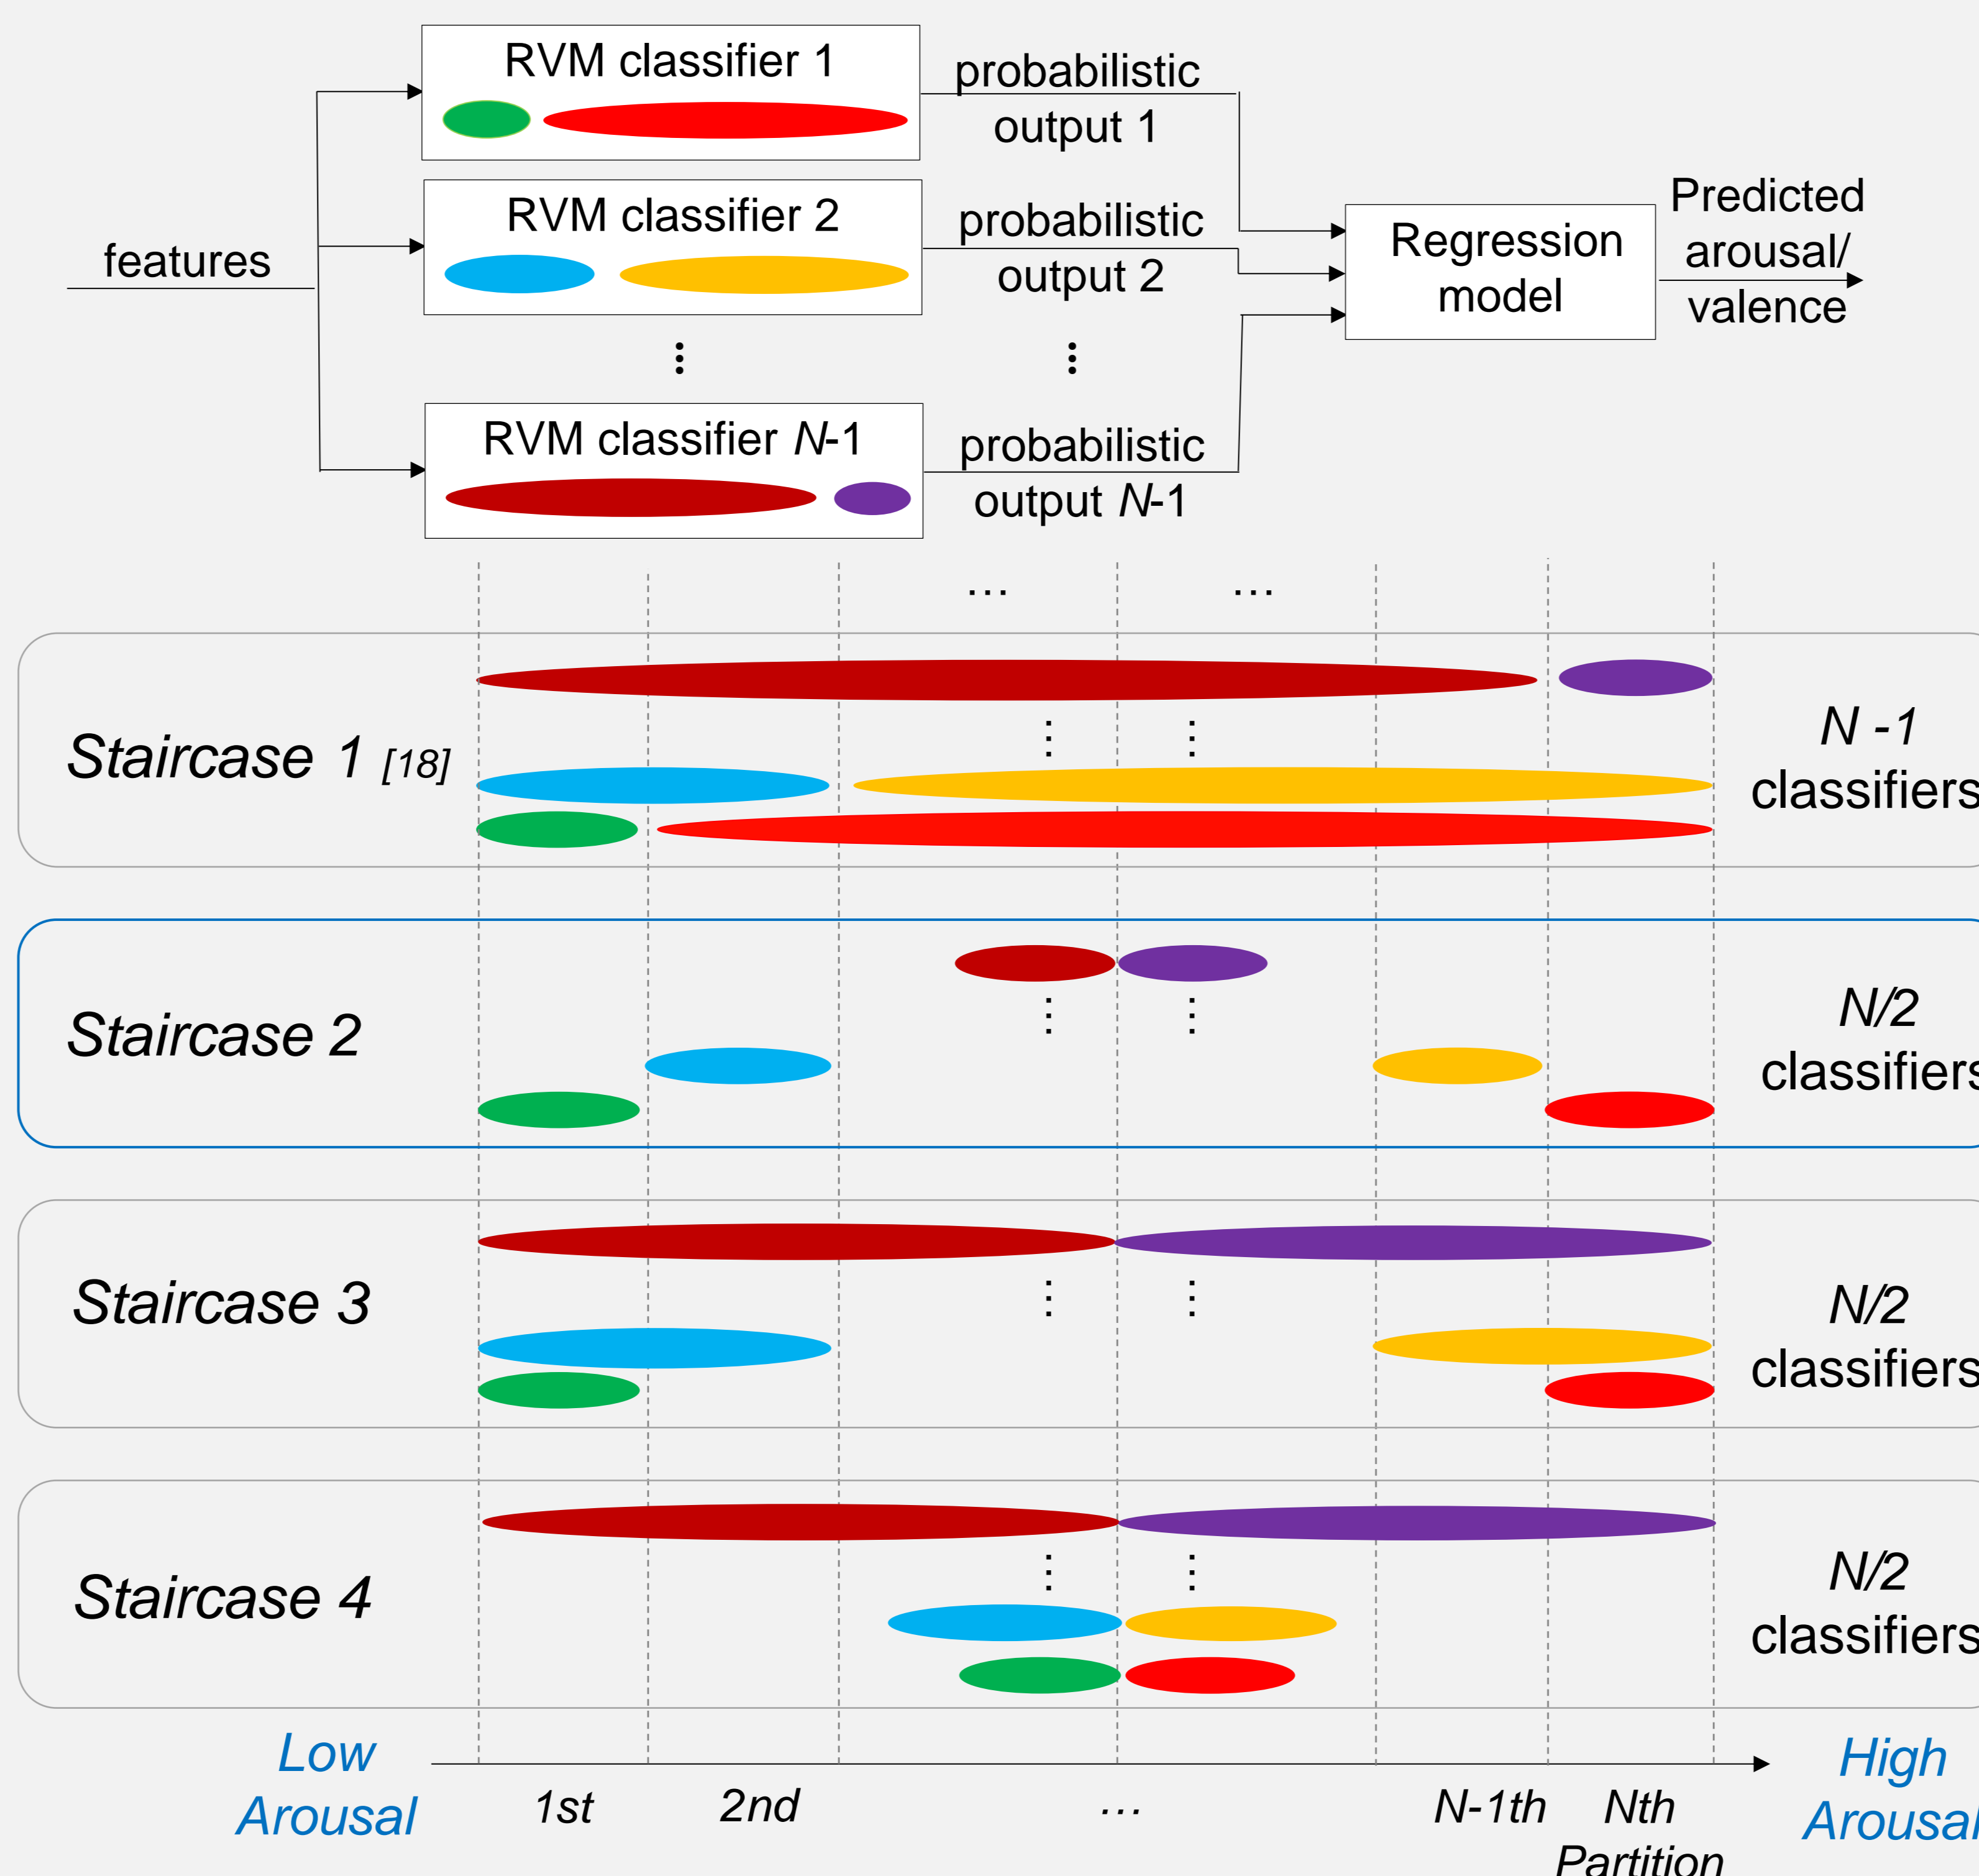 RVM classifier 1
probabilistic
output 1
RVM classifier 2
probabilistic
output 2
features
Regression
model
Predicted
arousal/
valence
⋮ ⋮
RVM classifier N-1
probabilistic
output N-1
… …
Staircase 1 [18]
⋮ ⋮
N -1
classifiers
Staircase 2
⋮ ⋮
N/2
classifiers
Staircase 3
⋮ ⋮
N/2
classifiers
Staircase 4
⋮ ⋮
N/2
classifiers
Low
Arousal
1st 2nd … N-1th Nth
Partition
High
Arousal